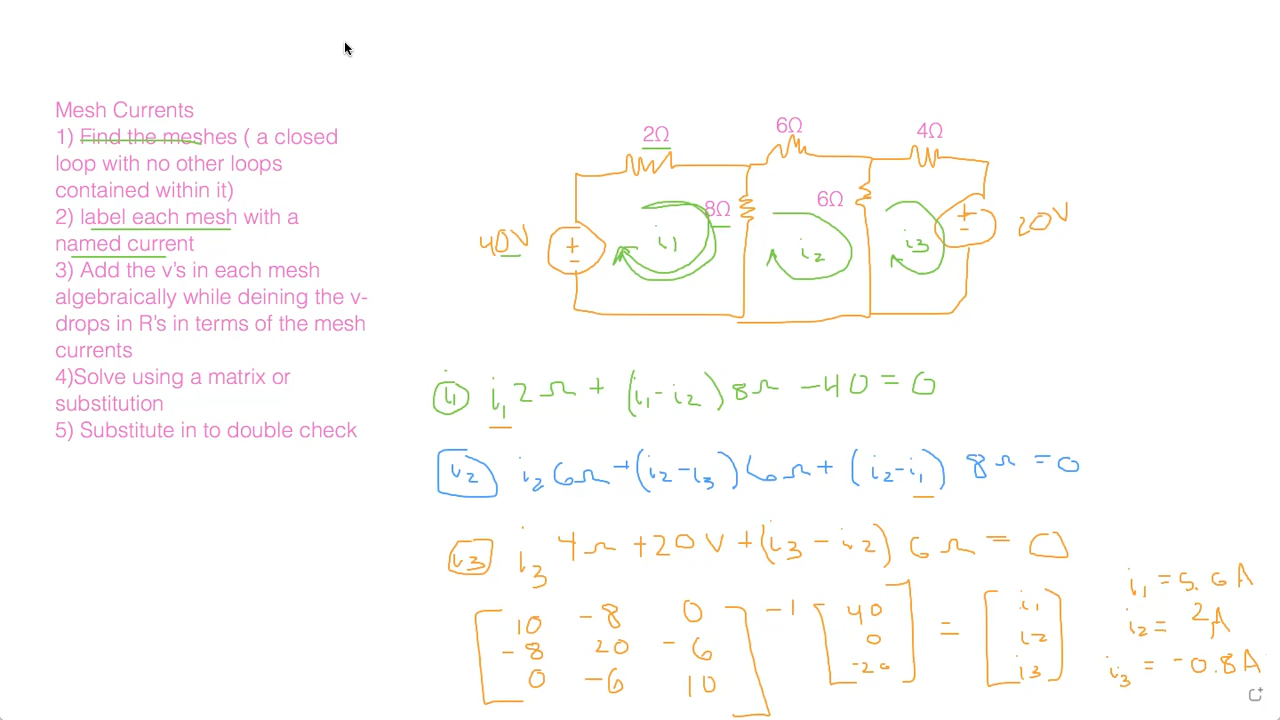 Mesh Currents
1) Find the meshes ( a closed
loop with no other loops
contained within it)
2) label each mesh with a
named current
3) Add the v's in each mesh
algebraically while deining the v-
drops in R's in terms of the mesh
currents
4)Solve using a matrix or
substitution
5) Substitute in to double check
2Ω
6Ω
4Ω
8Ω
6Ω
40V
+
-
i1
i2
i3
+
-
20V
i1 i1 2Ω + (i1 - i2) 8Ω - 40 = 0
i2 i2 6Ω + (i2 - i3) 6Ω + (i2 - i1) 8Ω = 0
i3 i3 4Ω + 20V + (i3 - i2) 6Ω = 0
10 -8 0
-8 20 -6
0 -6 10
-1
40
0
-20
=
i1
i2
i3
i1 = 5.6A
i2 = 2A
i3 = -0.8A